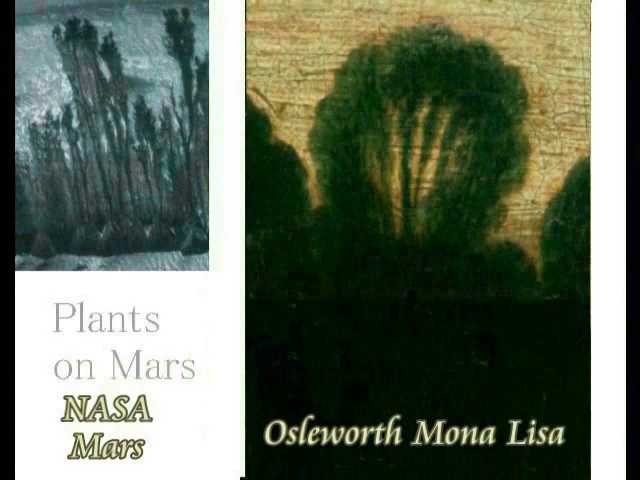 Plants
on Mars
NASA
Mars
Osleworth Mona Lisa